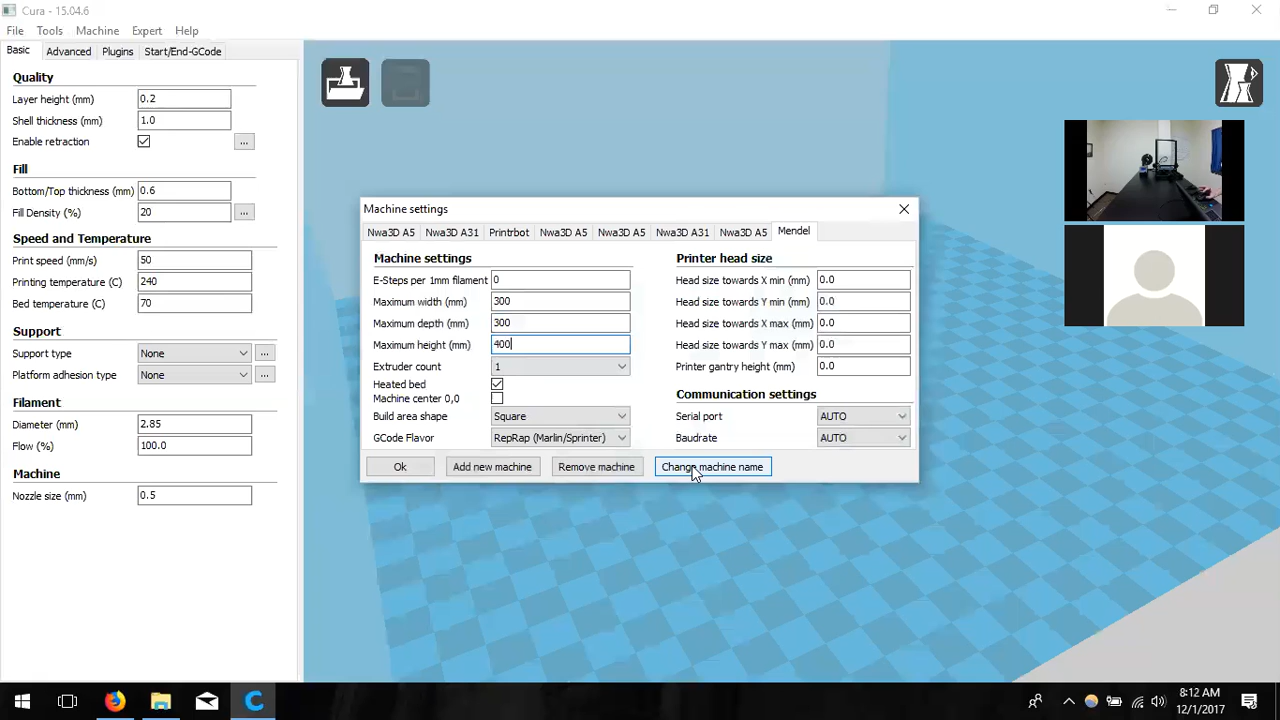 Cura - 15.04.6
File Tools Machine Expert Help
Basic Advanced Plugins Start/End-GCode
Quality
Layer height (mm) 0.2
Shell thickness (mm) 1.0
Enable retraction ...
Fill
Bottom/Top thickness (mm) 0.6
Fill Density (%) 20 ...
Speed and Temperature
Print speed (mm/s) 50
Printing temperature (C) 240
Bed temperature (C) 70
Support
Support type None ...
Platform adhesion type None ...
Filament
Diameter (mm) 2.85
Flow (%) 100.0
Machine
Nozzle size (mm) 0.5
Machine settings
Nwa3D A5 Nwa3D A31 Printrbot Nwa3D A5 Nwa3D A5 Nwa3D A31 Nwa3D A5 Mendel
Machine settings
E-Steps per 1mm filament 0
Maximum width (mm) 300
Maximum depth (mm) 300
Maximum height (mm) 400
Extruder count 1
Heated bed
Machine center 0,0
Build area shape Square
GCode Flavor RepRap (Marlin/Sprinter)
Printer head size
Head size towards X min (mm) 0.0
Head size towards Y min (mm) 0.0
Head size towards X max (mm) 0.0
Head size towards Y max (mm) 0.0
Printer gantry height (mm) 0.0
Communication settings
Serial port AUTO
Baudrate AUTO
Ok Add new machine Remove machine Change machine name
8:12 AM
12/1/2017